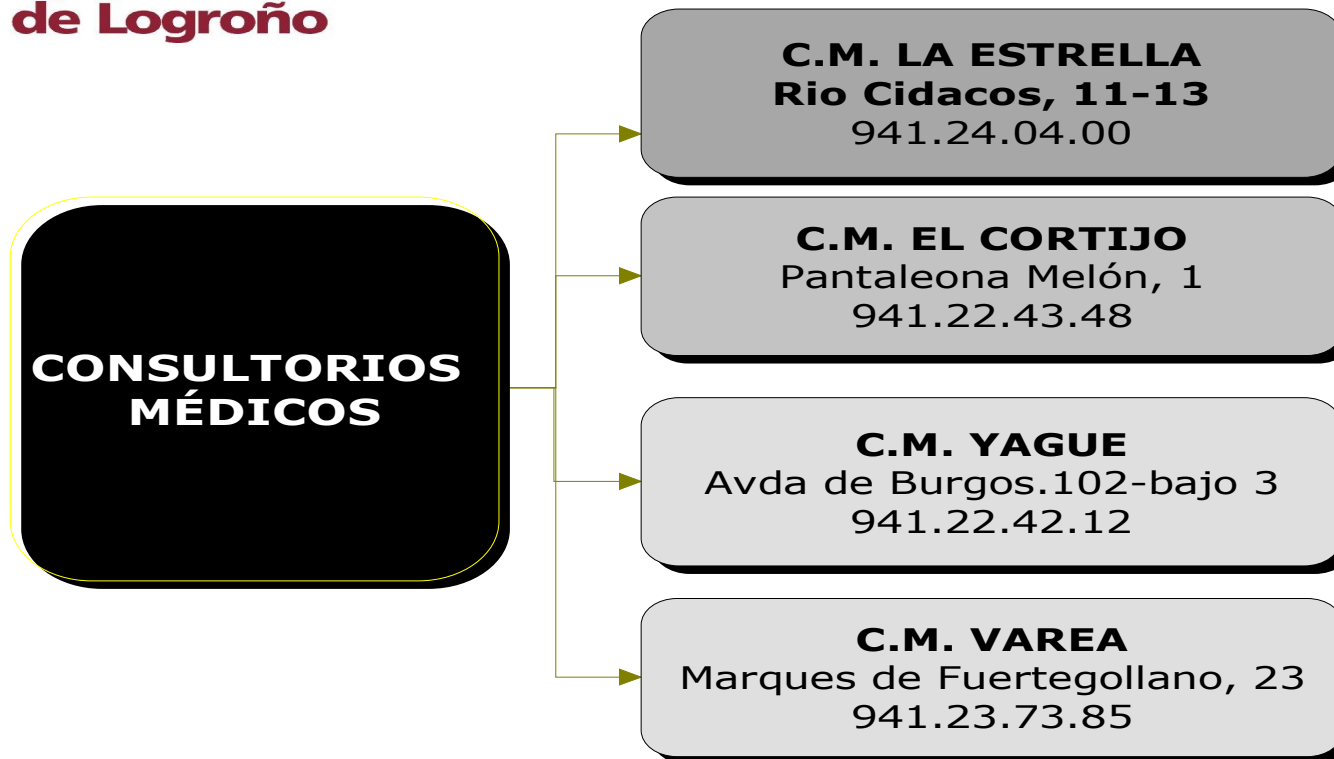 de Logroño
C.M. LA ESTRELLA
Rio Cidacos, 11-13
941.24.04.00
C.M. EL CORTIJO
Pantaleona Melón, 1
941.22.43.48
CONSULTORIOS
MÉDICOS
C.M. YAGUE
Avda de Burgos.102-bajo 3
941.22.42.12
C.M. VAREA
Marques de Fuertegollano, 23
941.23.73.85